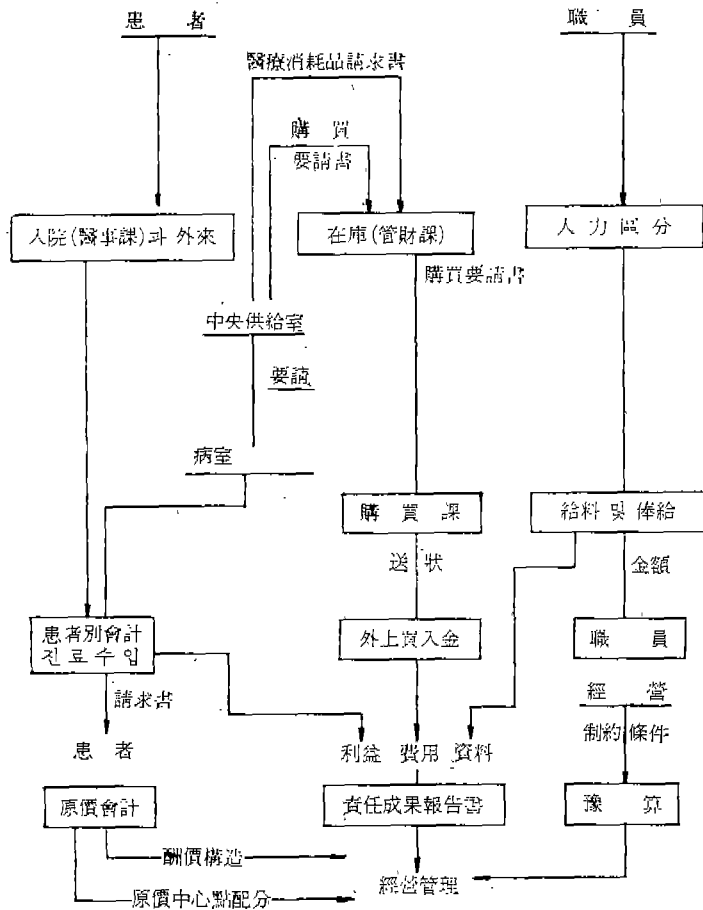 患者
職員
醫療消耗品請求書
購買
要請書
入院(醫事課)과 外來
在庫(管財課)
人力區分
購買要請書
中央供給室
要請
病室
購買課
給料 및 俸給
送狀
金額
患者別會計
진료수입
外上買入金
職員
請求書
經營
制約條件
患者
利益 費用 資料
原價會計
責任成果報告書
豫算
酬價構造
經營管理
原價中心點配分